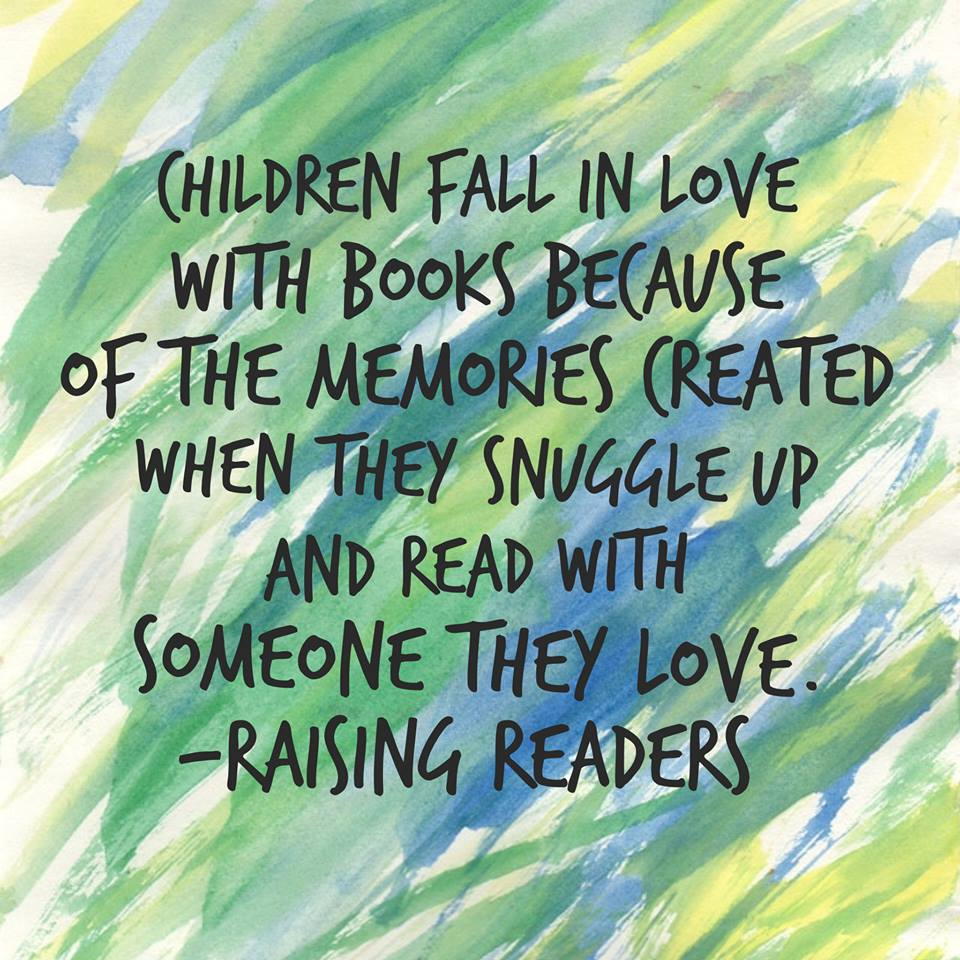 CHILDREN FALL IN LOVE
WITH BOOKS BECAUSE
OF THE MEMORIES CREATED
WHEN THEY SNUGGLE UP
AND READ WITH
SOMEONE THEY LOVE.
-RAISING READERS